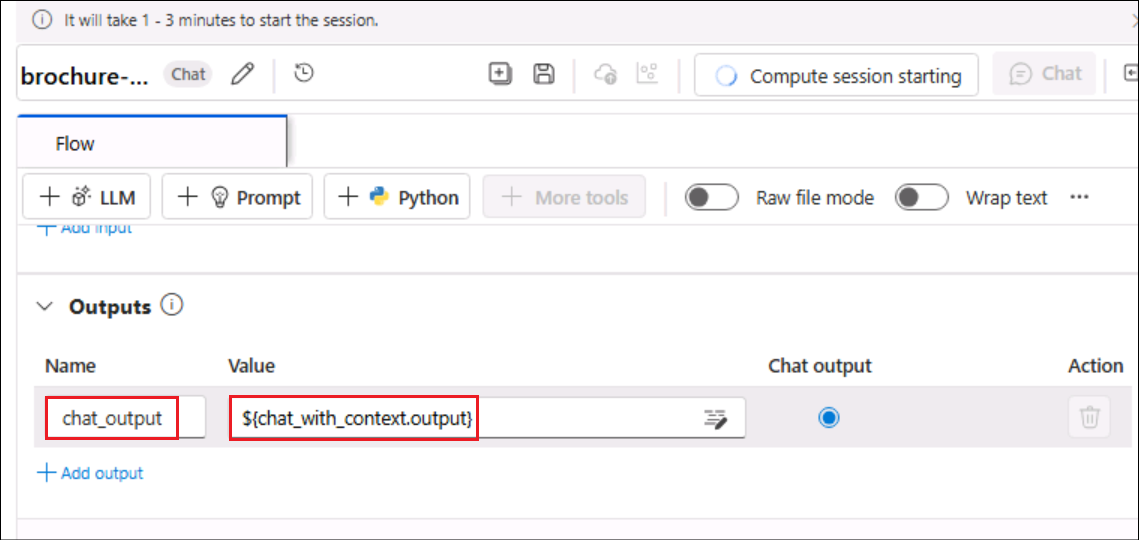 It will take 1 - 3 minutes to start the session.
brochure-... Chat Compute session starting Chat
Flow
LLM Prompt Python More tools Raw file mode Wrap text ...
Add input
Outputs
Name Value Chat output Action
chat_output ${chat_with_context.output}
Add output